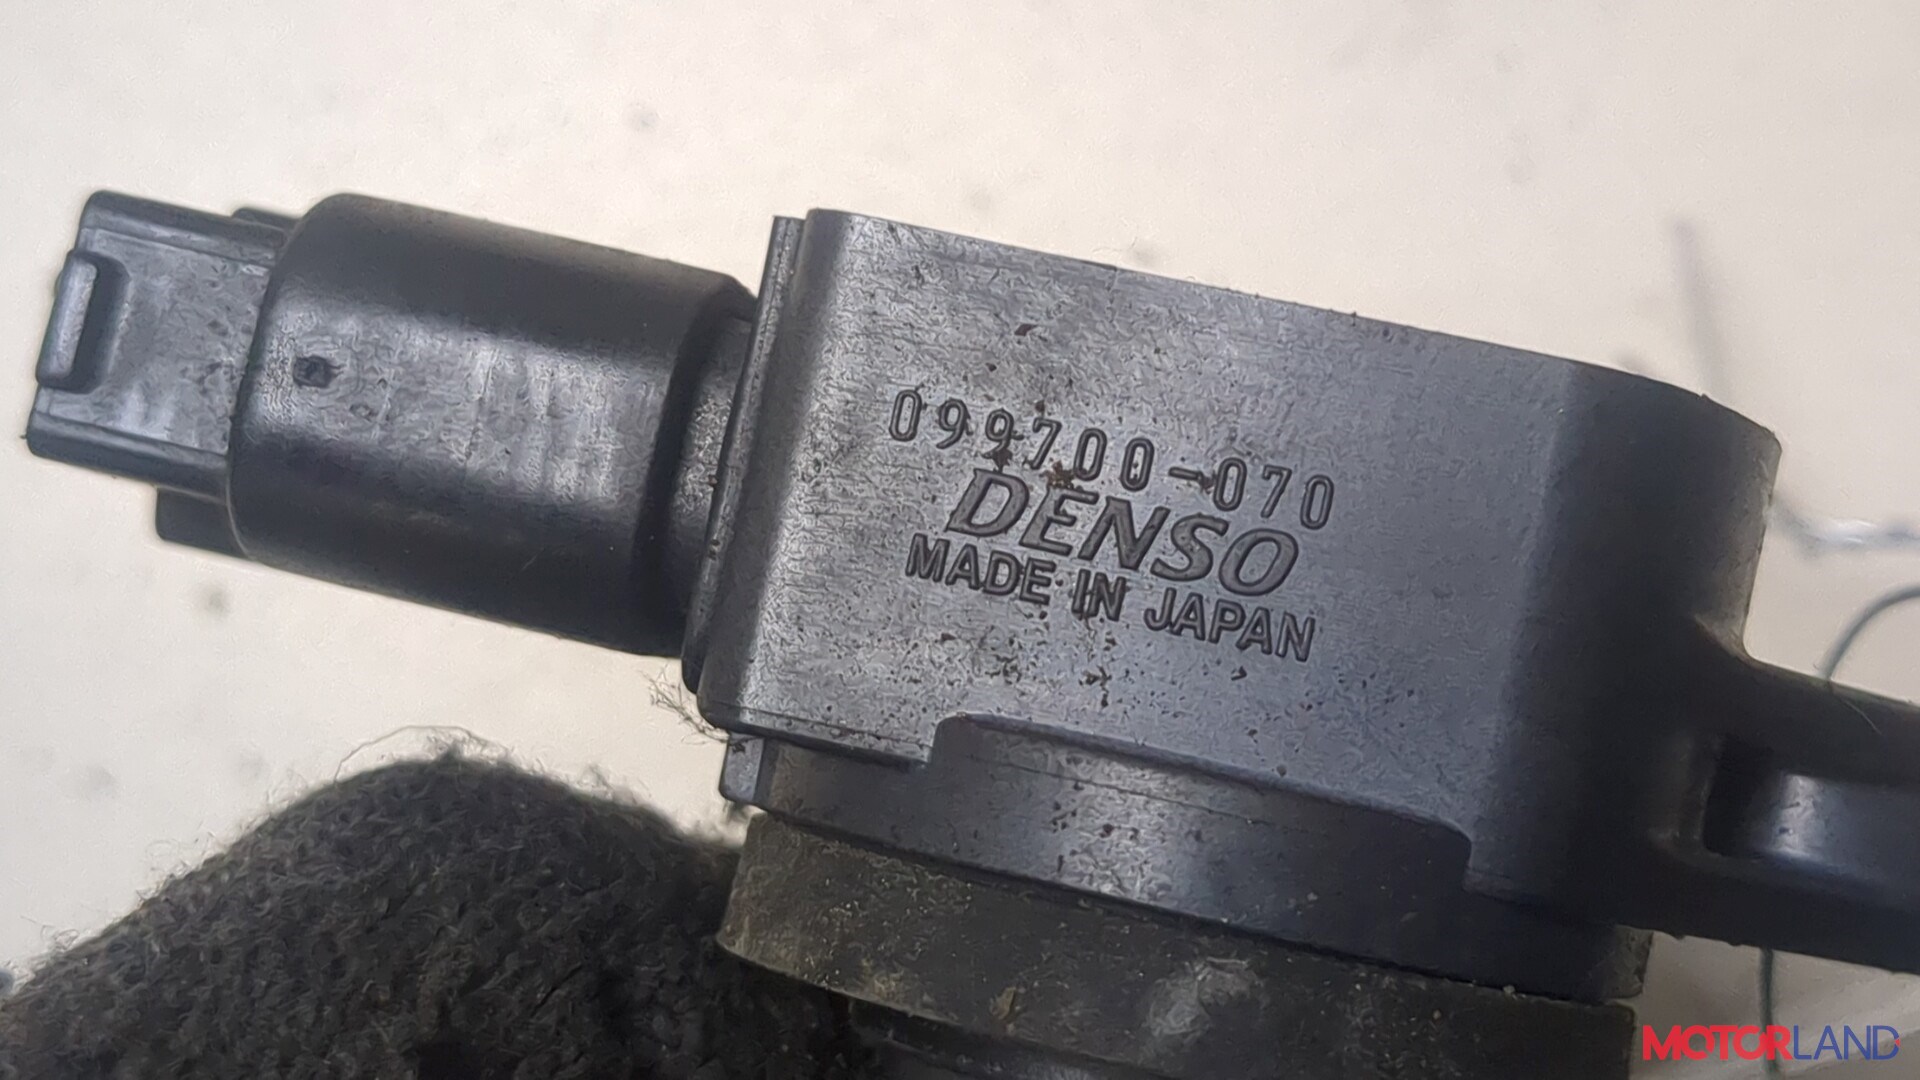 099700-070
DENSO
MADE IN JAPAN
MOTORLAND